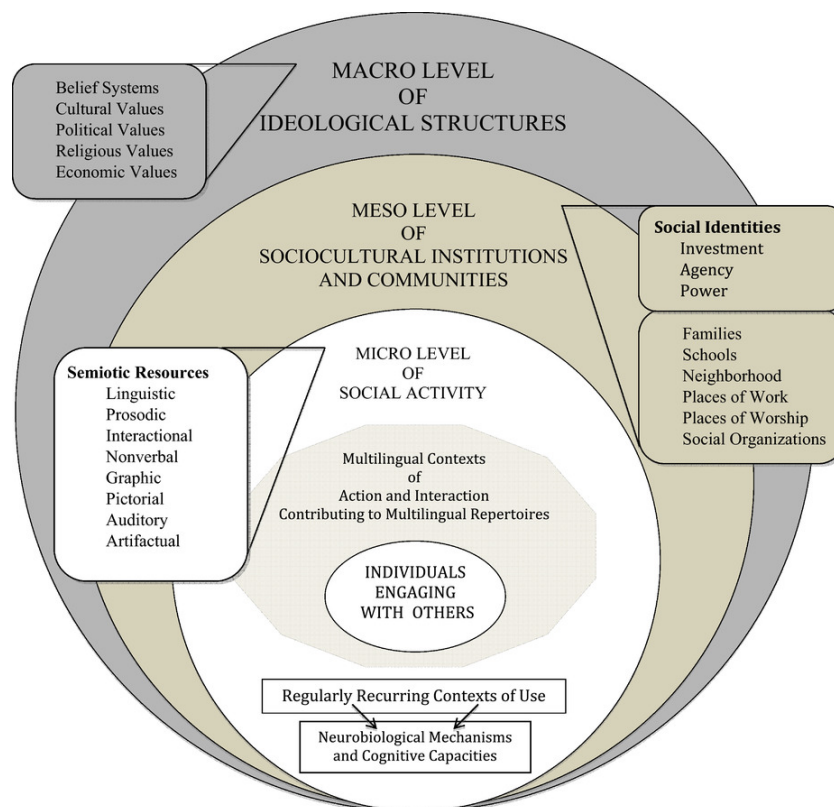 MACRO LEVEL
OF
IDEOLOGICAL STRUCTURES
Belief Systems
Cultural Values
Political Values
Religious Values
Economic Values
MESO LEVEL
OF
SOCIOCULTURAL INSTITUTIONS
AND COMMUNITIES
Social Identities
Investment
Agency
Power
Families
Schools
Neighborhood
Places of Work
Places of Worship
Social Organizations
MICRO LEVEL
OF
SOCIAL ACTIVITY
Semiotic Resources
Linguistic
Prosodic
Interactional
Nonverbal
Graphic
Pictorial
Auditory
Artifactual
Multilingual Contexts
of
Action and Interaction
Contributing to Multilingual Repertoires
INDIVIDUALS
ENGAGING
WITH OTHERS
Regularly Recurring Contexts of Use
Neurobiological Mechanisms
and Cognitive Capacities